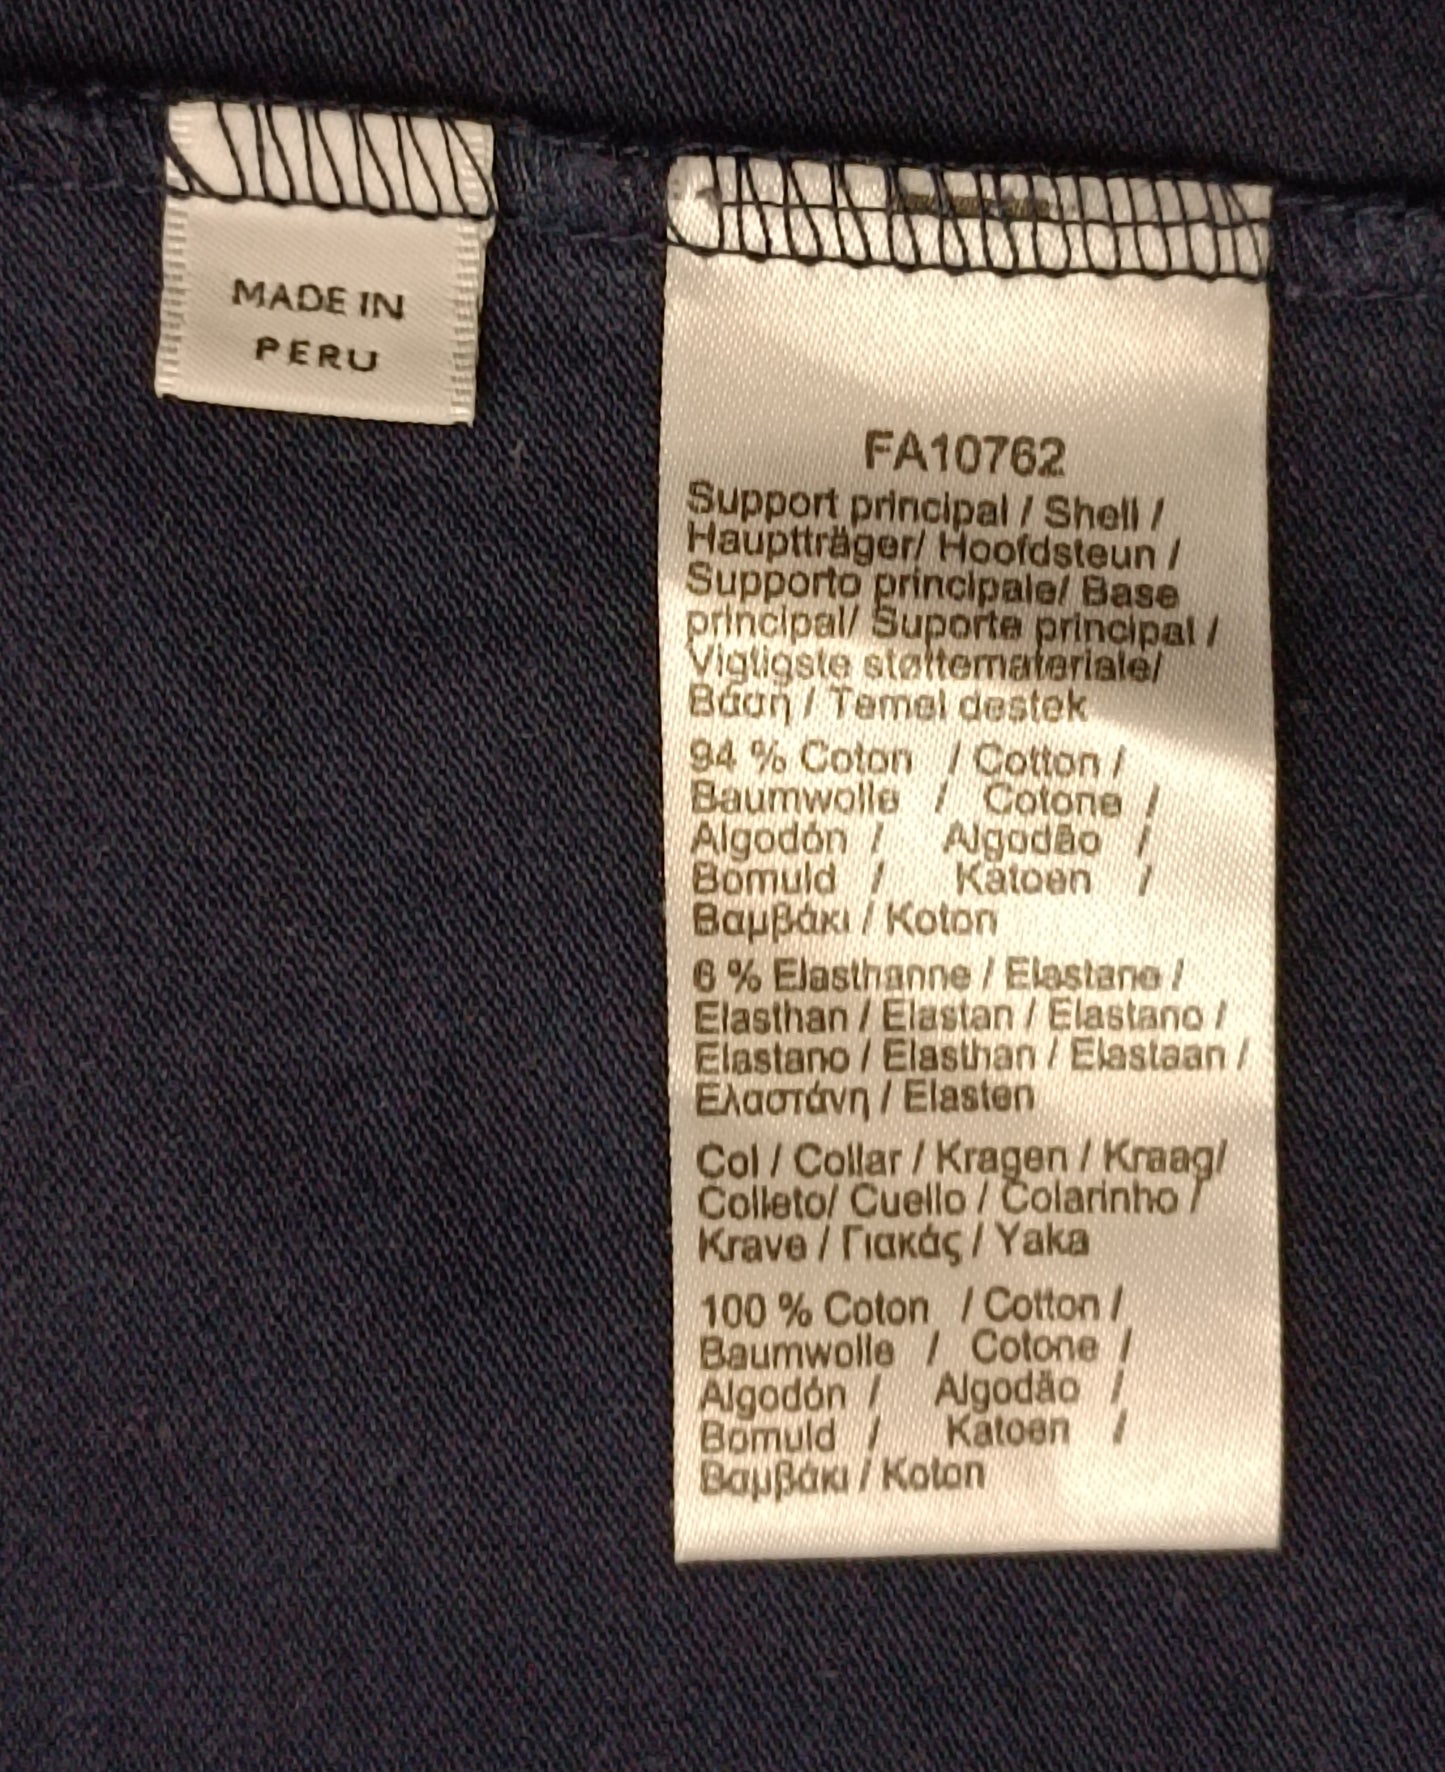 MADE IN
PERU
FA10762
Support principal / Shell /
Hauptträger/ Hoofdsteun /
Supporto principale/ Base
principal/ Suporte principal /
Vigtigste støttemateriale/
Βάση / Temel destek
94 % Coton / Cotton /
Baumwolle / Cotone /
Algodón / Algodão /
Bomuld / Katoen /
Βαμβάκι / Koton
6 % Elasthanne / Elastane /
Elasthan / Elastan / Elastano /
Elastano / Elasthan / Elastaan /
Ελαστάνη / Elasten
Col / Collar / Kragen / Kraag/
Colleto/ Cuello / Colarinho /
Krave / Γιακάς / Yaka
100 % Coton / Cotton /
Baumwolle / Cotone /
Algodón / Algodão /
Bomuld / Katoen /
Βαμβάκι / Koton